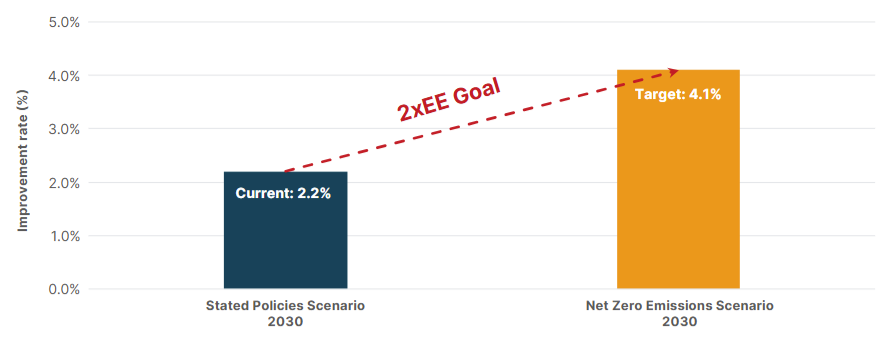 5.0%
4.0%
3.0%
2.0%
1.0%
0.0%
Improvement rate (%)
2xEE Goal
Current: 2.2%
Target: 4.1%
Stated Policies Scenario
2030
Net Zero Emissions Scenario
2030